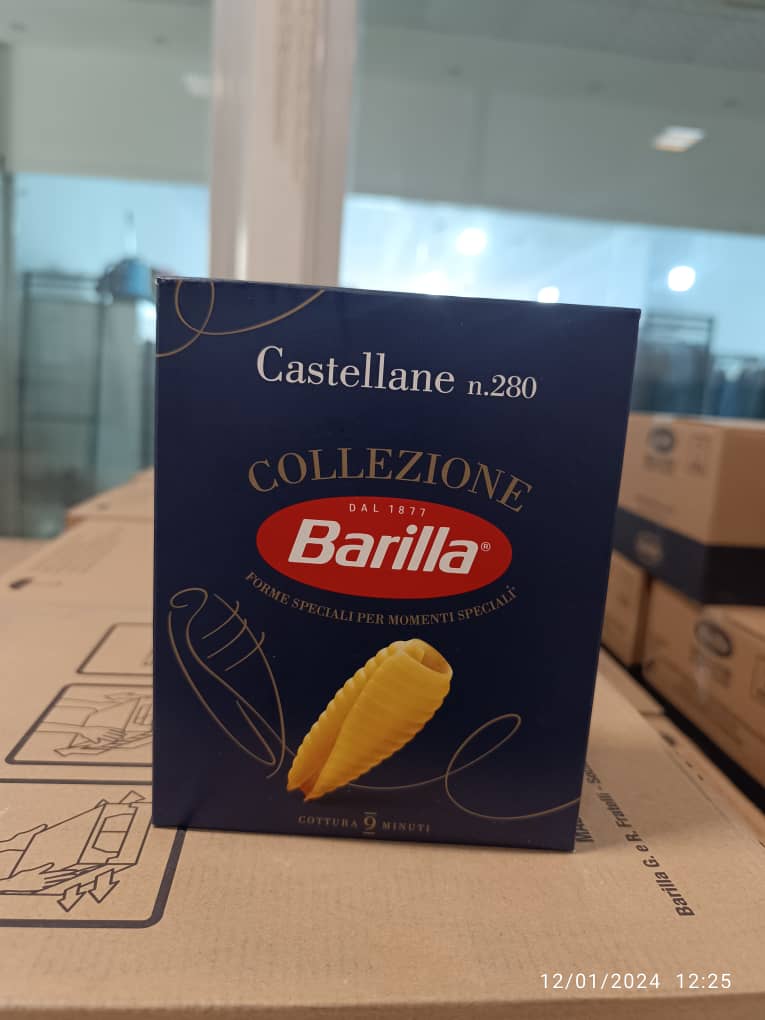 Castellane n.280
COLLEZIONE
DAL 1877
Barilla®
FORME SPECIALI PER MOMENTI SPECIALI
COTTURA 9 MINUTI
Barilla G. e R. Fratelli
12/01/2024 12:25